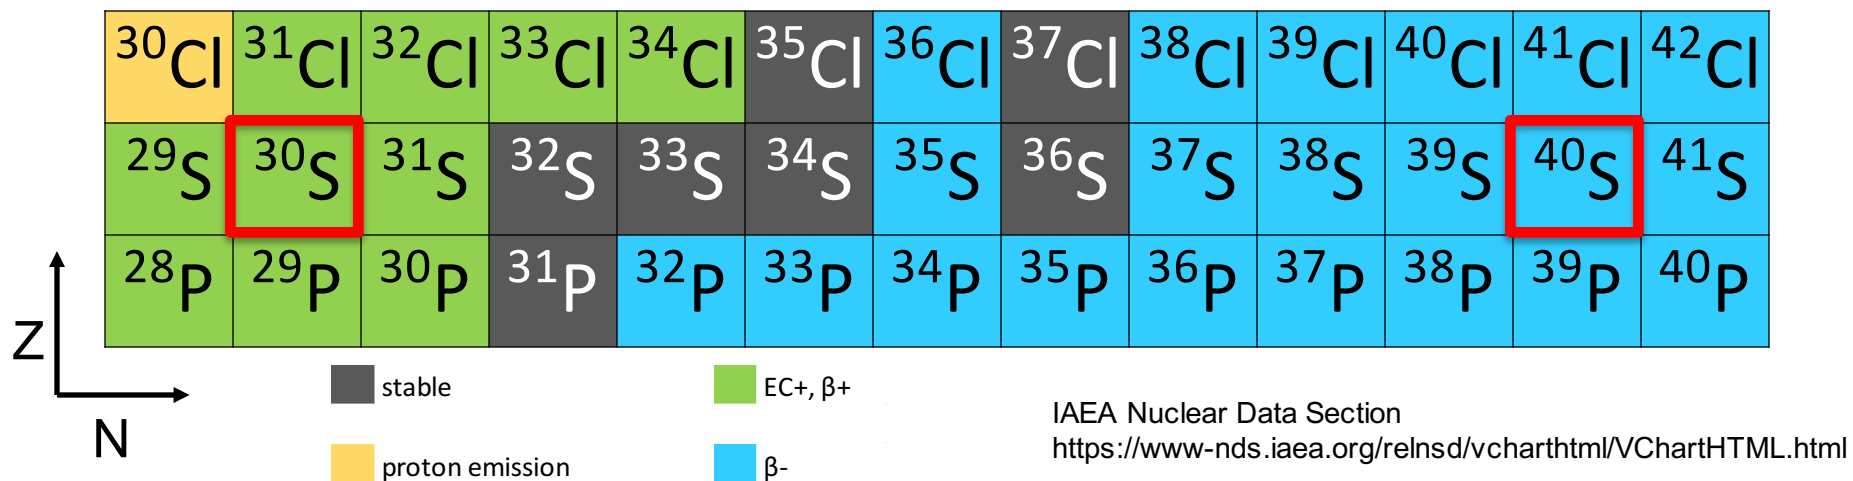 30Cl 31Cl 32Cl 33Cl 34Cl 35Cl 36Cl 37Cl 38Cl 39Cl 40Cl 41Cl 42Cl
29S 30S 31S 32S 33S 34S 35S 36S 37S 38S 39S 40S 41S
28P 29P 30P 31P 32P 33P 34P 35P 36P 37P 38P 39P 40P
Z
N
stable
EC+, β+
proton emission
β-
IAEA Nuclear Data Section
https://www-nds.iaea.org/relnsd/vcharthtml/VChartHTML.html